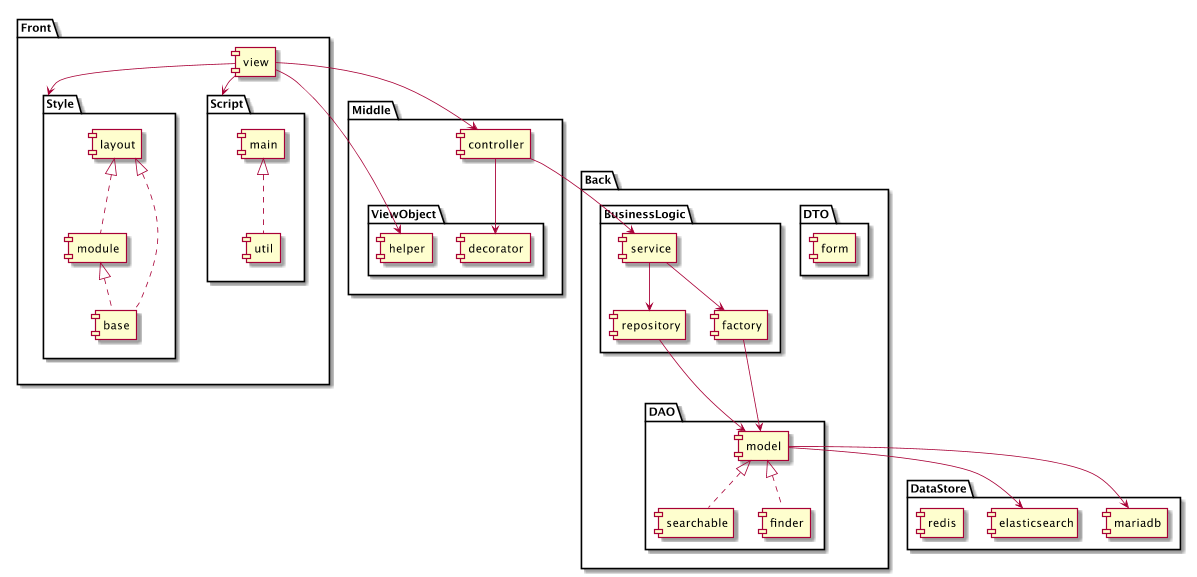 Front
view
Style
Script
layout
main
module
util
base
Middle
controller
ViewObject
helper
decorator
Back
BusinessLogic
DTO
service
form
repository
factory
DAO
model
searchable
finder
DataStore
redis
elasticsearch
mariadb